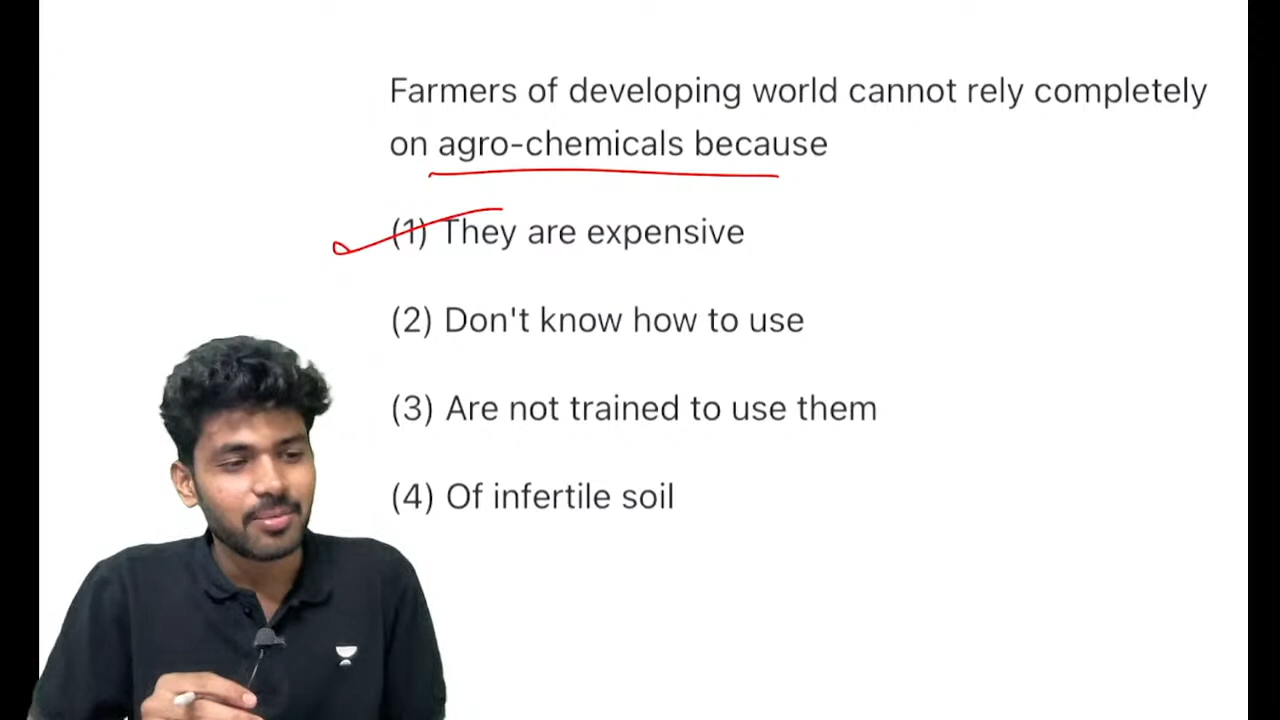 Farmers of developing world cannot rely completely
on agro-chemicals because
(1) They are expensive
(2) Don't know how to use
(3) Are not trained to use them
(4) Of infertile soil